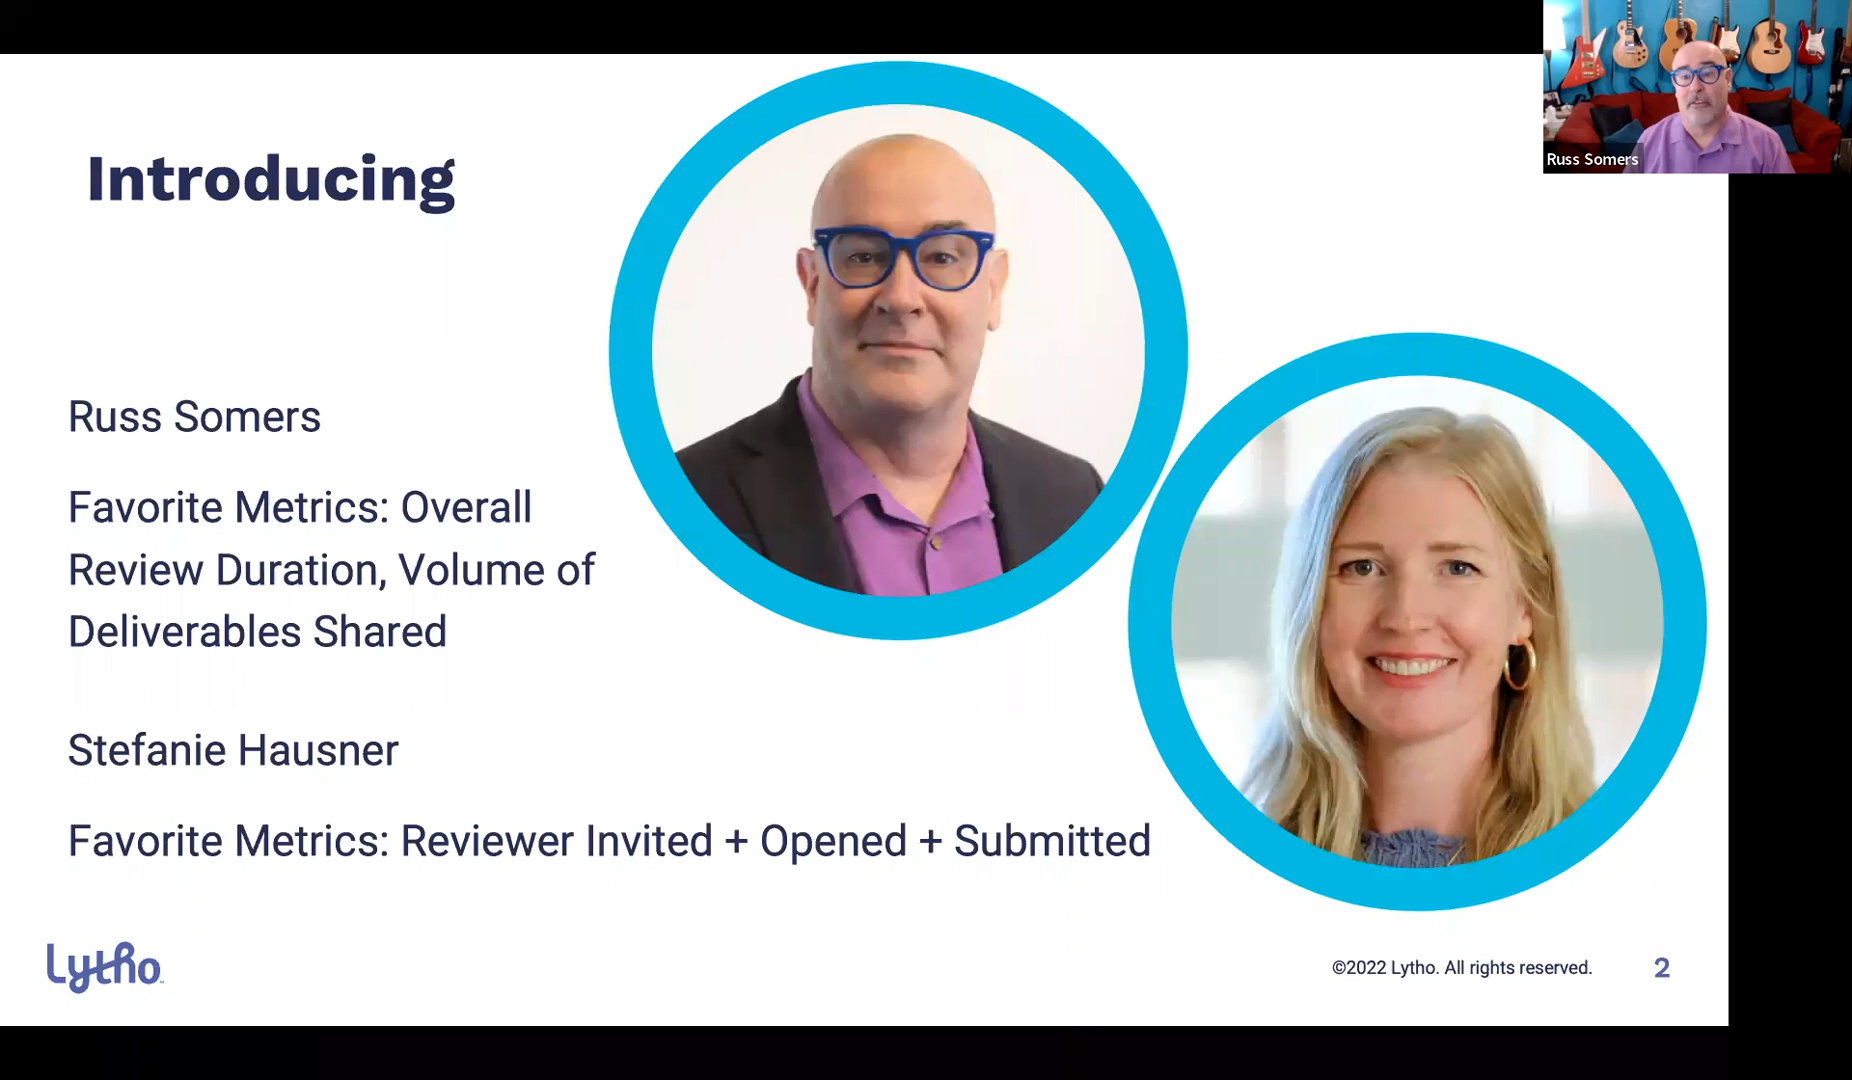 Introducing
Russ Somers
Russ Somers
Favorite Metrics: Overall
Review Duration, Volume of
Deliverables Shared
Stefanie Hausner
Favorite Metrics: Reviewer Invited + Opened + Submitted
Lytho
©2022 Lytho. All rights reserved.
2